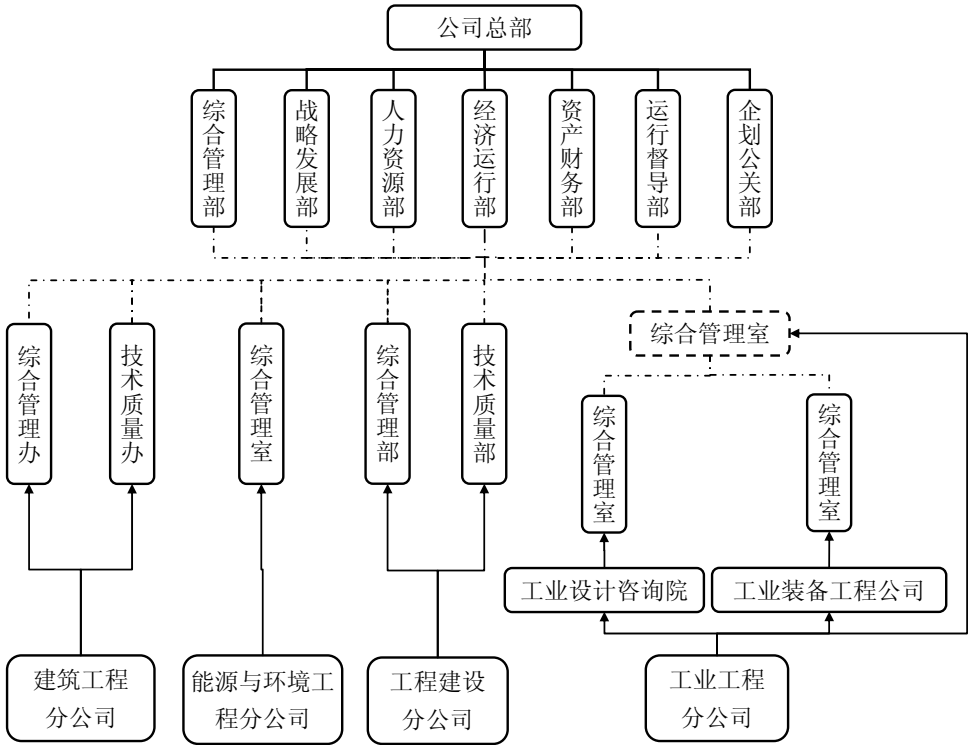 公司总部
综合管理部
战略发展部
人力资源部
经济运行部
资产财务部
运行督导部
企划公关部
综合管理办
技术质量办
综合管理室
综合管理部
技术质量部
综合管理室
综合管理室
综合管理室
工业设计咨询院
工业装备工程公司
建筑工程
分公司
能源与环境工
程分公司
工程建设
分公司
工业工程
分公司